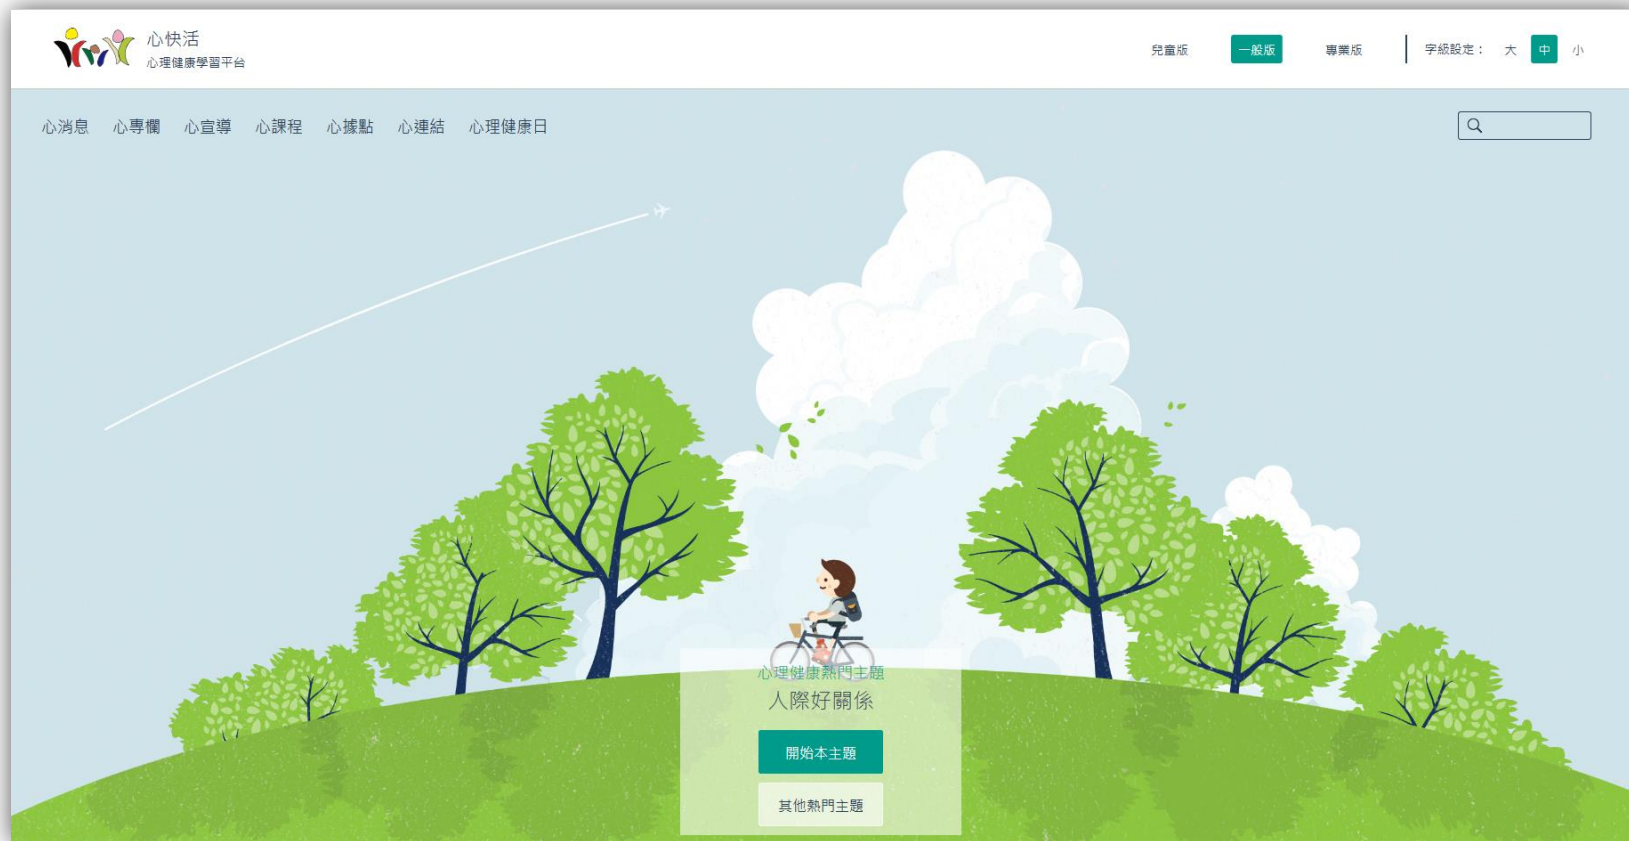 心快活
心理健康學習平台
兒童版 一般版 專業版 字級設定： 大 中 小
心消息 心專欄 心宣導 心課程 心據點 心連結 心理健康日
心理健康熱門主題
人際好關係
開始本主題
其他熱門主題